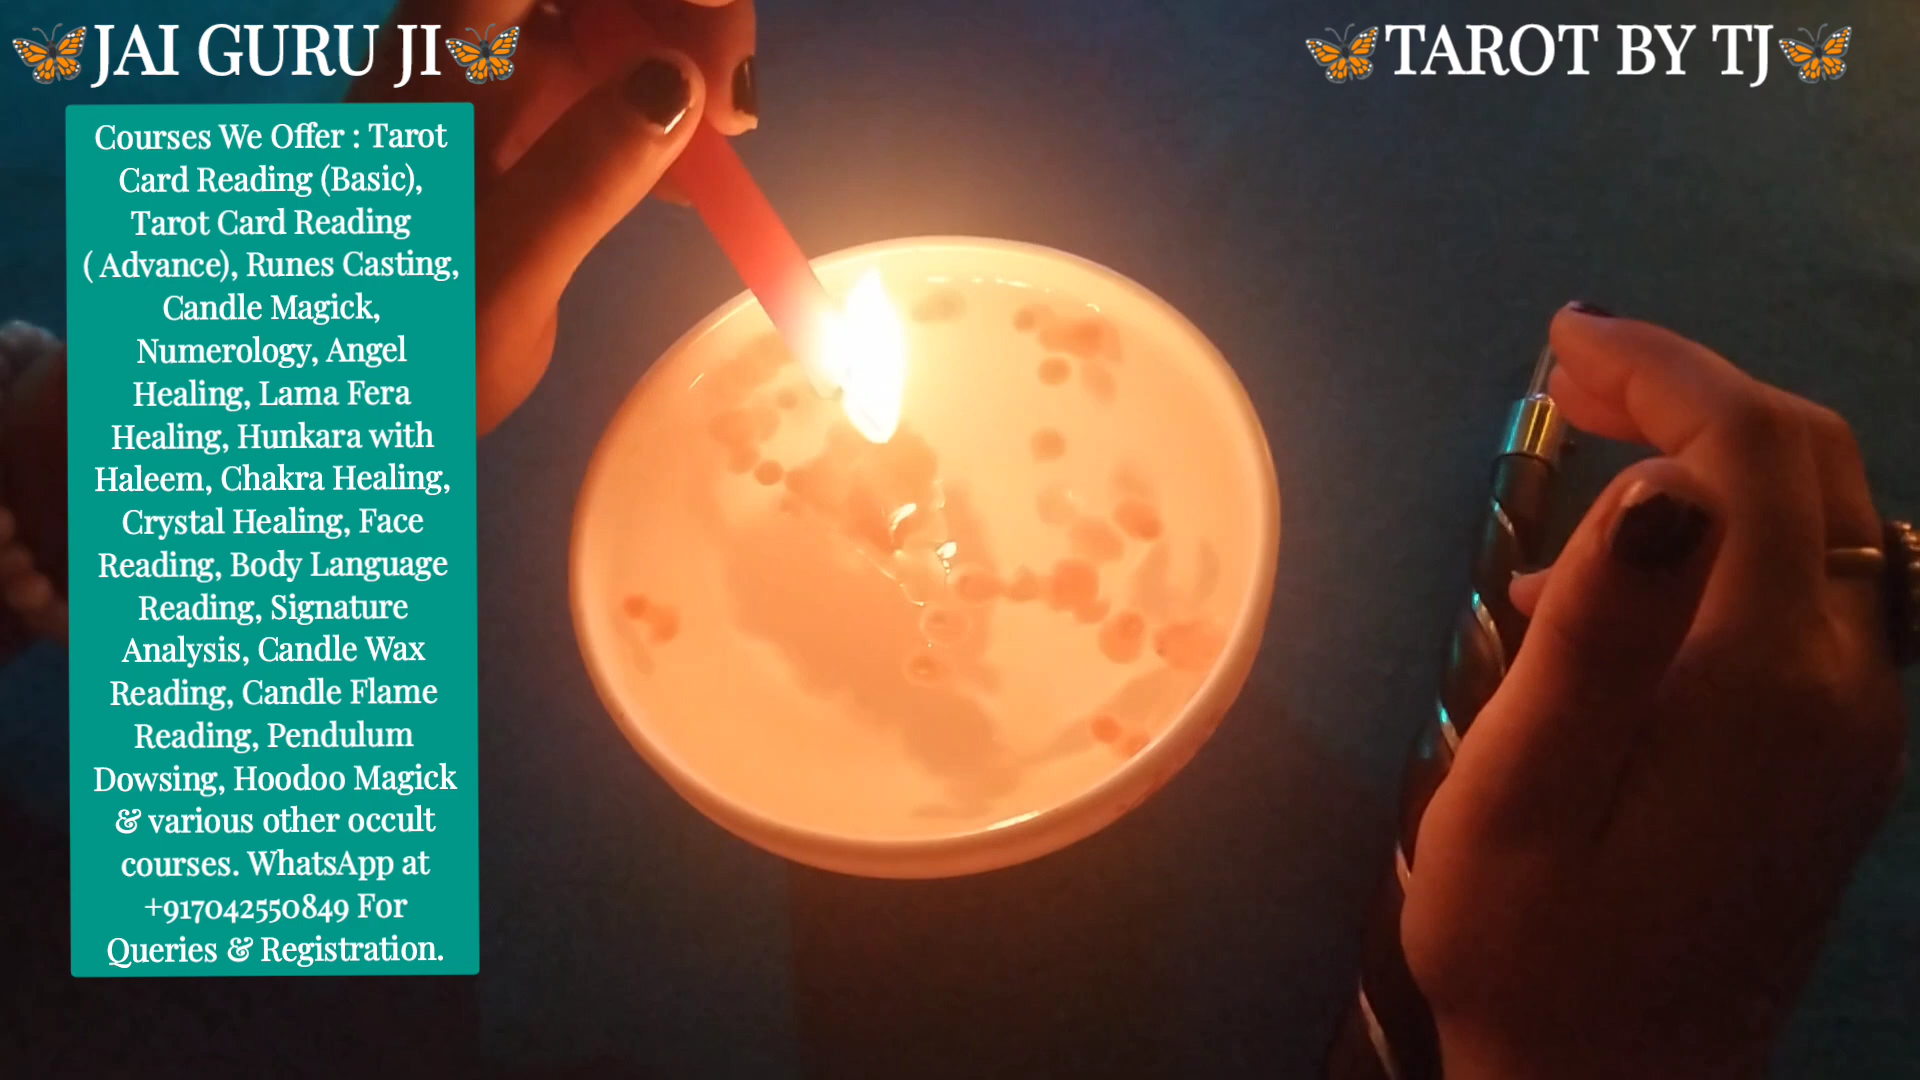 🦋JAI GURU JI🦋
🦋TAROT BY TJ🦋
Courses We Offer : Tarot
Card Reading (Basic),
Tarot Card Reading
( Advance), Runes Casting,
Candle Magick,
Numerology, Angel
Healing, Lama Fera
Healing, Hunkara with
Haleem, Chakra Healing,
Crystal Healing, Face
Reading, Body Language
Reading, Signature
Analysis, Candle Wax
Reading, Candle Flame
Reading, Pendulum
Dowsing, Hoodoo Magick
& various other occult
courses. WhatsApp at
+917042550849 For
Queries & Registration.